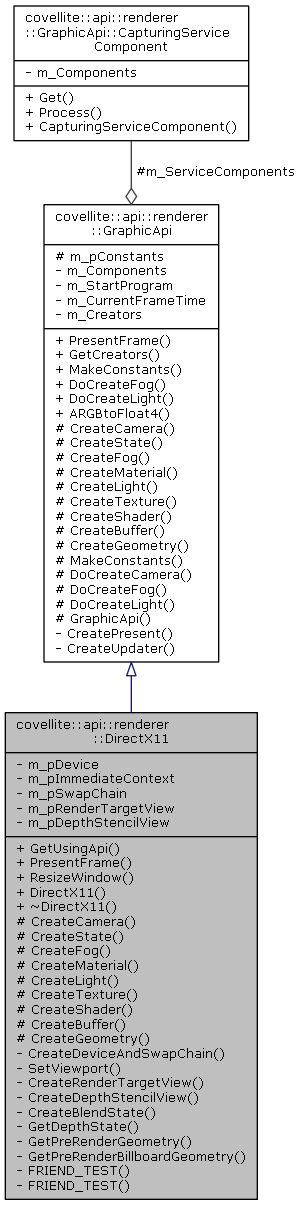 covellite::api::renderer
::GraphicApi::CapturingService
Component
- m_Components
+ Get()
+ Process()
+ CapturingServiceComponent()
#m_ServiceComponents
covellite::api::renderer
::GraphicApi
# m_pConstants
- m_Components
- m_StartProgram
- m_CurrentFrameTime
- m_Creators
+ PresentFrame()
+ GetCreators()
+ MakeConstants()
+ DoCreateFog()
+ DoCreateLight()
+ ARGBtoFloat4()
# CreateCamera()
# CreateState()
# CreateFog()
# CreateMaterial()
# CreateLight()
# CreateTexture()
# CreateShader()
# CreateBuffer()
# CreateGeometry()
# MakeConstants()
# DoCreateCamera()
# DoCreateFog()
# DoCreateLight()
# GraphicApi()
- CreatePresent()
- CreateUpdater()
covellite::api::renderer
::DirectX11
- m_pDevice
- m_pImmediateContext
- m_pSwapChain
- m_pRenderTargetView
- m_pDepthStencilView
+ GetUsingApi()
+ PresentFrame()
+ ResizeWindow()
+ DirectX11()
+ ~DirectX11()
# CreateCamera()
# CreateState()
# CreateFog()
# CreateMaterial()
# CreateLight()
# CreateTexture()
# CreateShader()
# CreateBuffer()
# CreateGeometry()
- CreateDeviceAndSwapChain()
- SetViewport()
- CreateRenderTargetView()
- CreateDepthStencilView()
- CreateBlendState()
- GetDepthState()
- GetPreRenderGeometry()
- GetPreRenderBillboardGeometry()
- FRIEND_TEST()
- FRIEND_TEST()